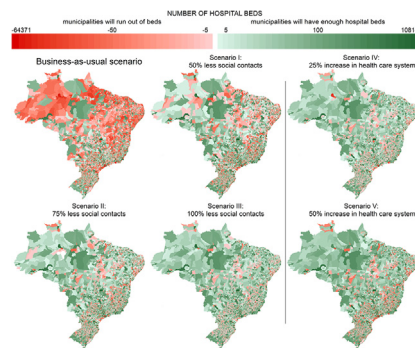 NUMBER OF HOSPITAL BEDS
municipalities will run out of beds
municipalities will have enough hospital beds
-64371 -50 -5 5 100 1081
Business-as-usual scenario
Scenario I:
50% less social contacts
Scenario IV:
25% increase in health care system
Scenario II:
75% less social contacts
Scenario III:
100% less social contacts
Scenario V:
50% increase in health care system